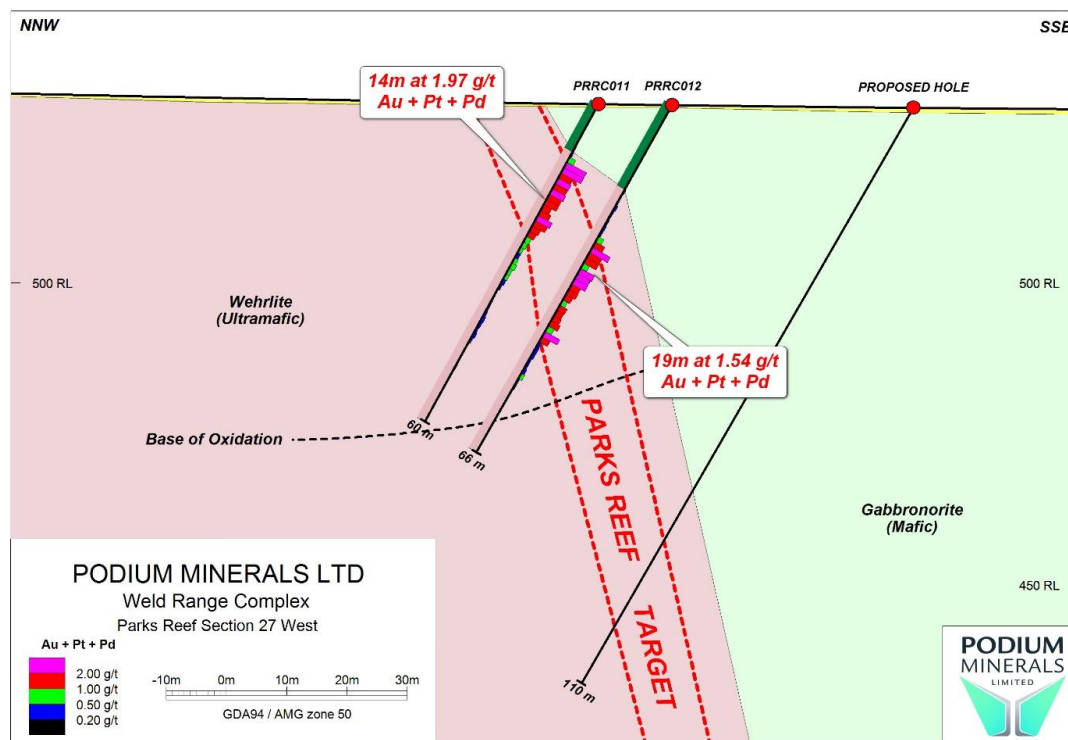 NNW
SSE
14m at 1.97 g/t
Au + Pt + Pd
PRRC011
PRRC012
PROPOSED HOLE
500 RL
500 RL
Wehrlite
(Ultramafic)
19m at 1.54 g/t
Au + Pt + Pd
60 m
66 m
Base of Oxidation
PARKS REEF TARGET
Gabbronorite
(Mafic)
450 RL
110 m
PODIUM MINERALS LTD
Weld Range Complex
Parks Reef Section 27 West
Au + Pt + Pd
2.00 g/t
1.00 g/t
0.50 g/t
0.20 g/t
-10m 0m 10m 20m 30m
GDA94 / AMG zone 50
PODIUM
MINERALS
LIMITED